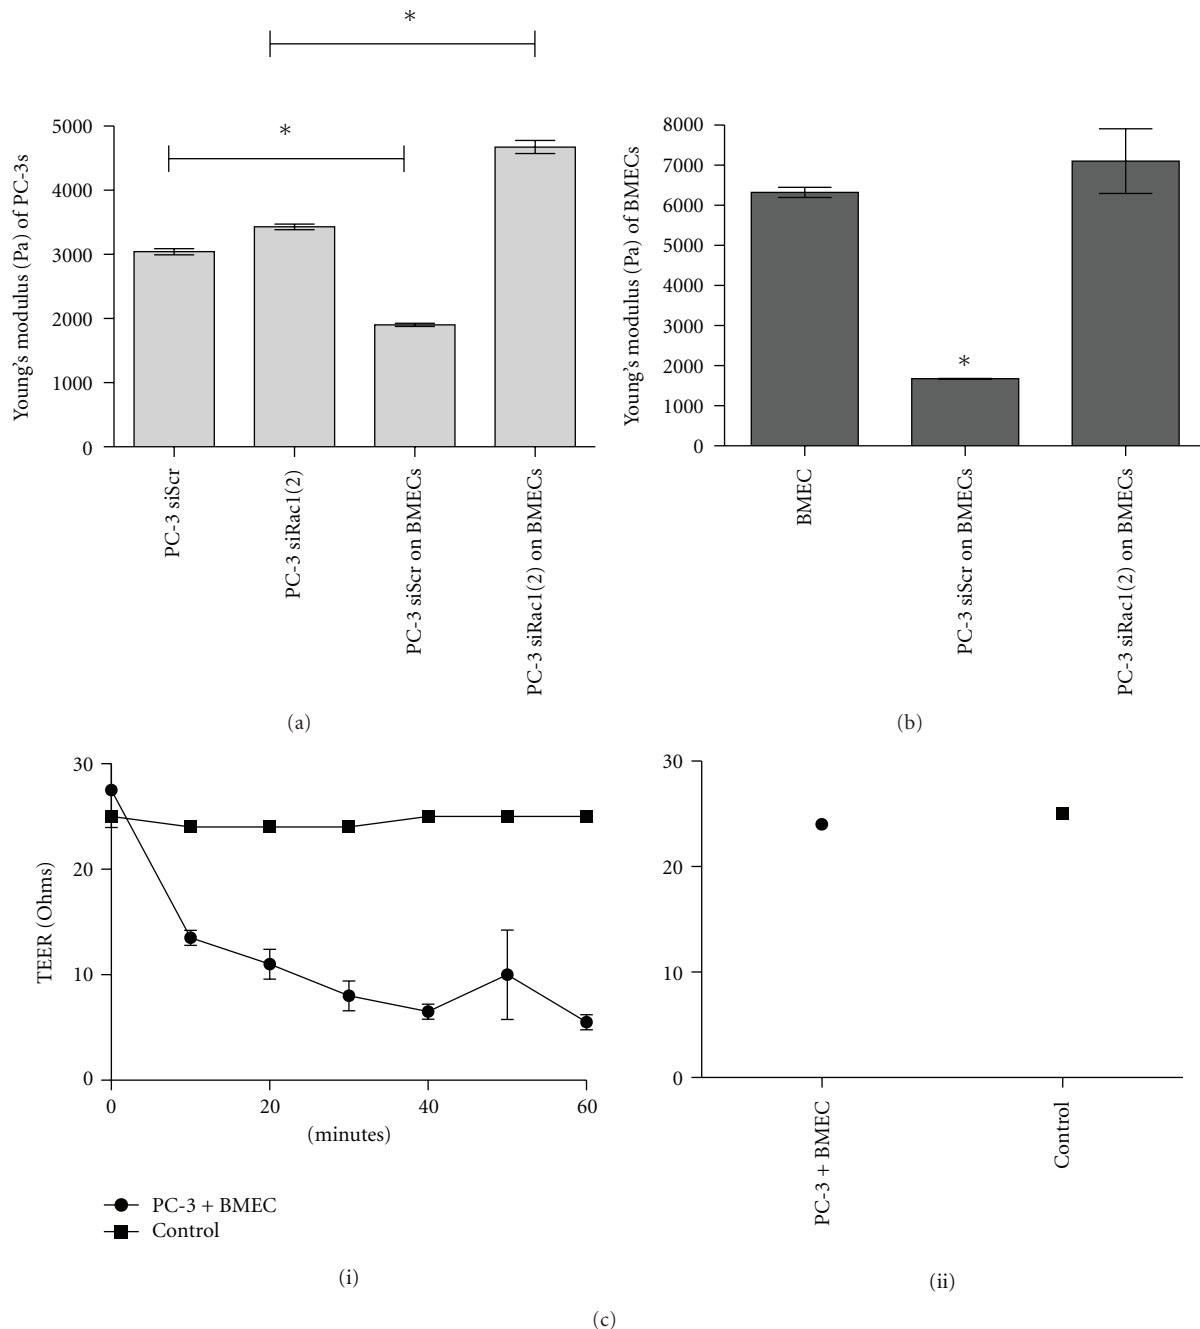 *
*
5000
4000
3000
2000
1000
0
Young's modulus (Pa) of PC-3s
PC-3 siScr
PC-3 siRac1(2)
PC-3 siScr on BMECs
PC-3 siRac1(2) on BMECs
(a)
8000
7000
6000
5000
4000
3000
2000
1000
0
Young's modulus (Pa) of BMECs
*
BMEC
PC-3 siScr on BMECs
PC-3 siRac1(2) on BMECs
(b)
30
20
10
0
TEER (Ohms)
0
20
40
60
(minutes)
PC-3 + BMEC
Control
(i)
30
20
10
0
PC-3 + BMEC
Control
(ii)
(c)